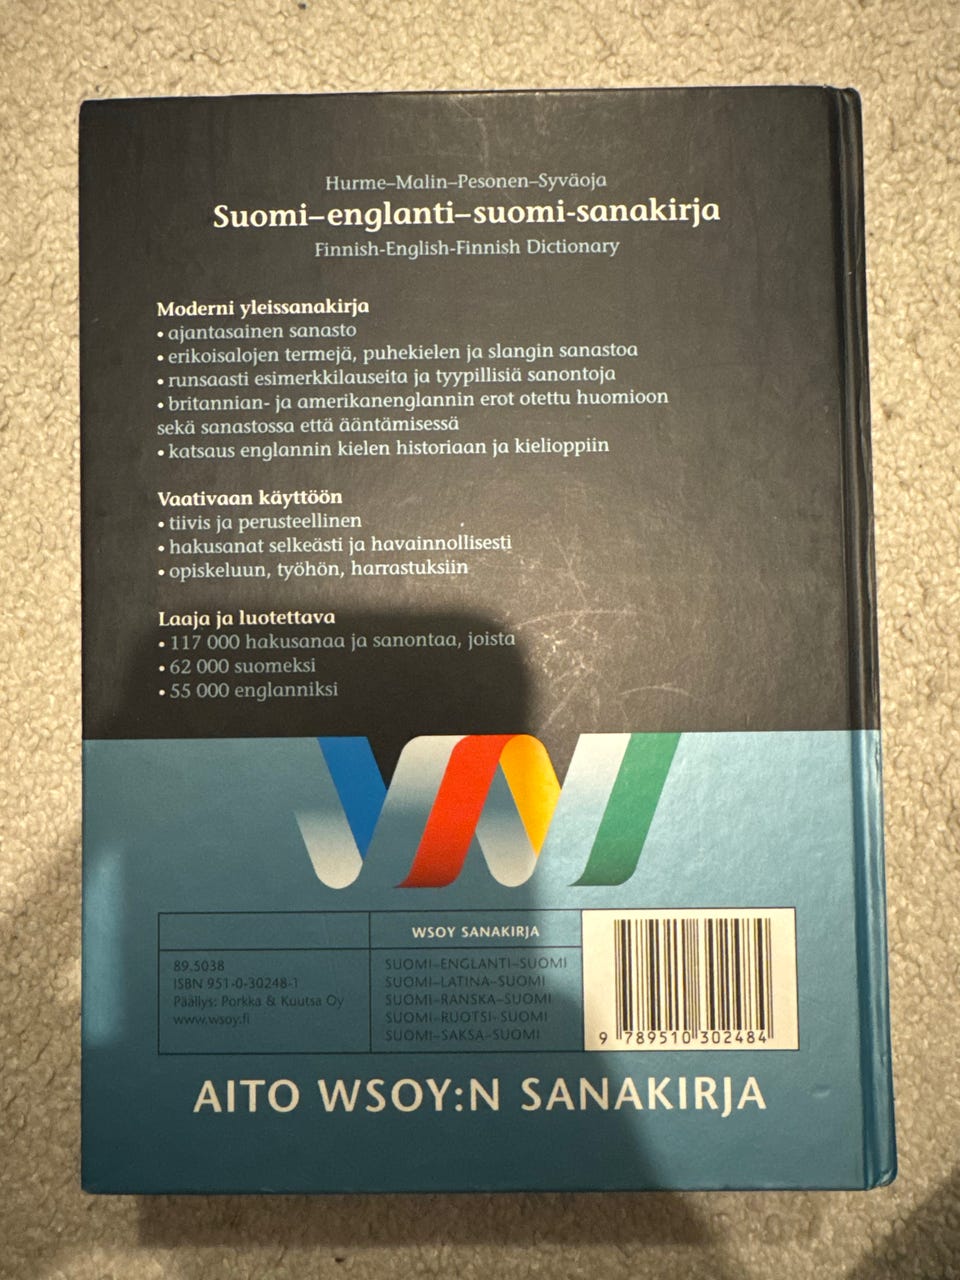 Hurme–Malin–Pesonen–Syväoja
Suomi–englanti–suomi-sanakirja
Finnish-English-Finnish Dictionary
Moderni yleissanakirja
• ajantasainen sanasto
• erikoisalojen termejä, puhekielen ja slangin sanastoa
• runsaasti esimerkkilauseita ja tyypillisiä sanontoja
• britannian- ja amerikanenglannin erot otettu huomioon
sekä sanastossa että ääntämisessä
• katsaus englannin kielen historiaan ja kielioppiin
Vaativaan käyttöön
• tiivis ja perusteellinen
• hakusanat selkeästi ja havainnollisesti
• opiskeluun, työhön, harrastuksiin
Laaja ja luotettava
• 117 000 hakusanaa ja sanontaa, joista
• 62 000 suomeksi
• 55 000 englanniksi
89.5038
ISBN 951-0-30248-1
Päällys: Porkka & Kuutsa Oy
www.wsoy.fi
WSOY SANAKIRJA
SUOMI–ENGLANTI–SUOMI
SUOMI–LATINA–SUOMI
SUOMI–RANSKA–SUOMI
SUOMI–RUOTSI–SUOMI
SUOMI–SAKSA–SUOMI
9 789510 302484
AITO WSOY:N SANAKIRJA